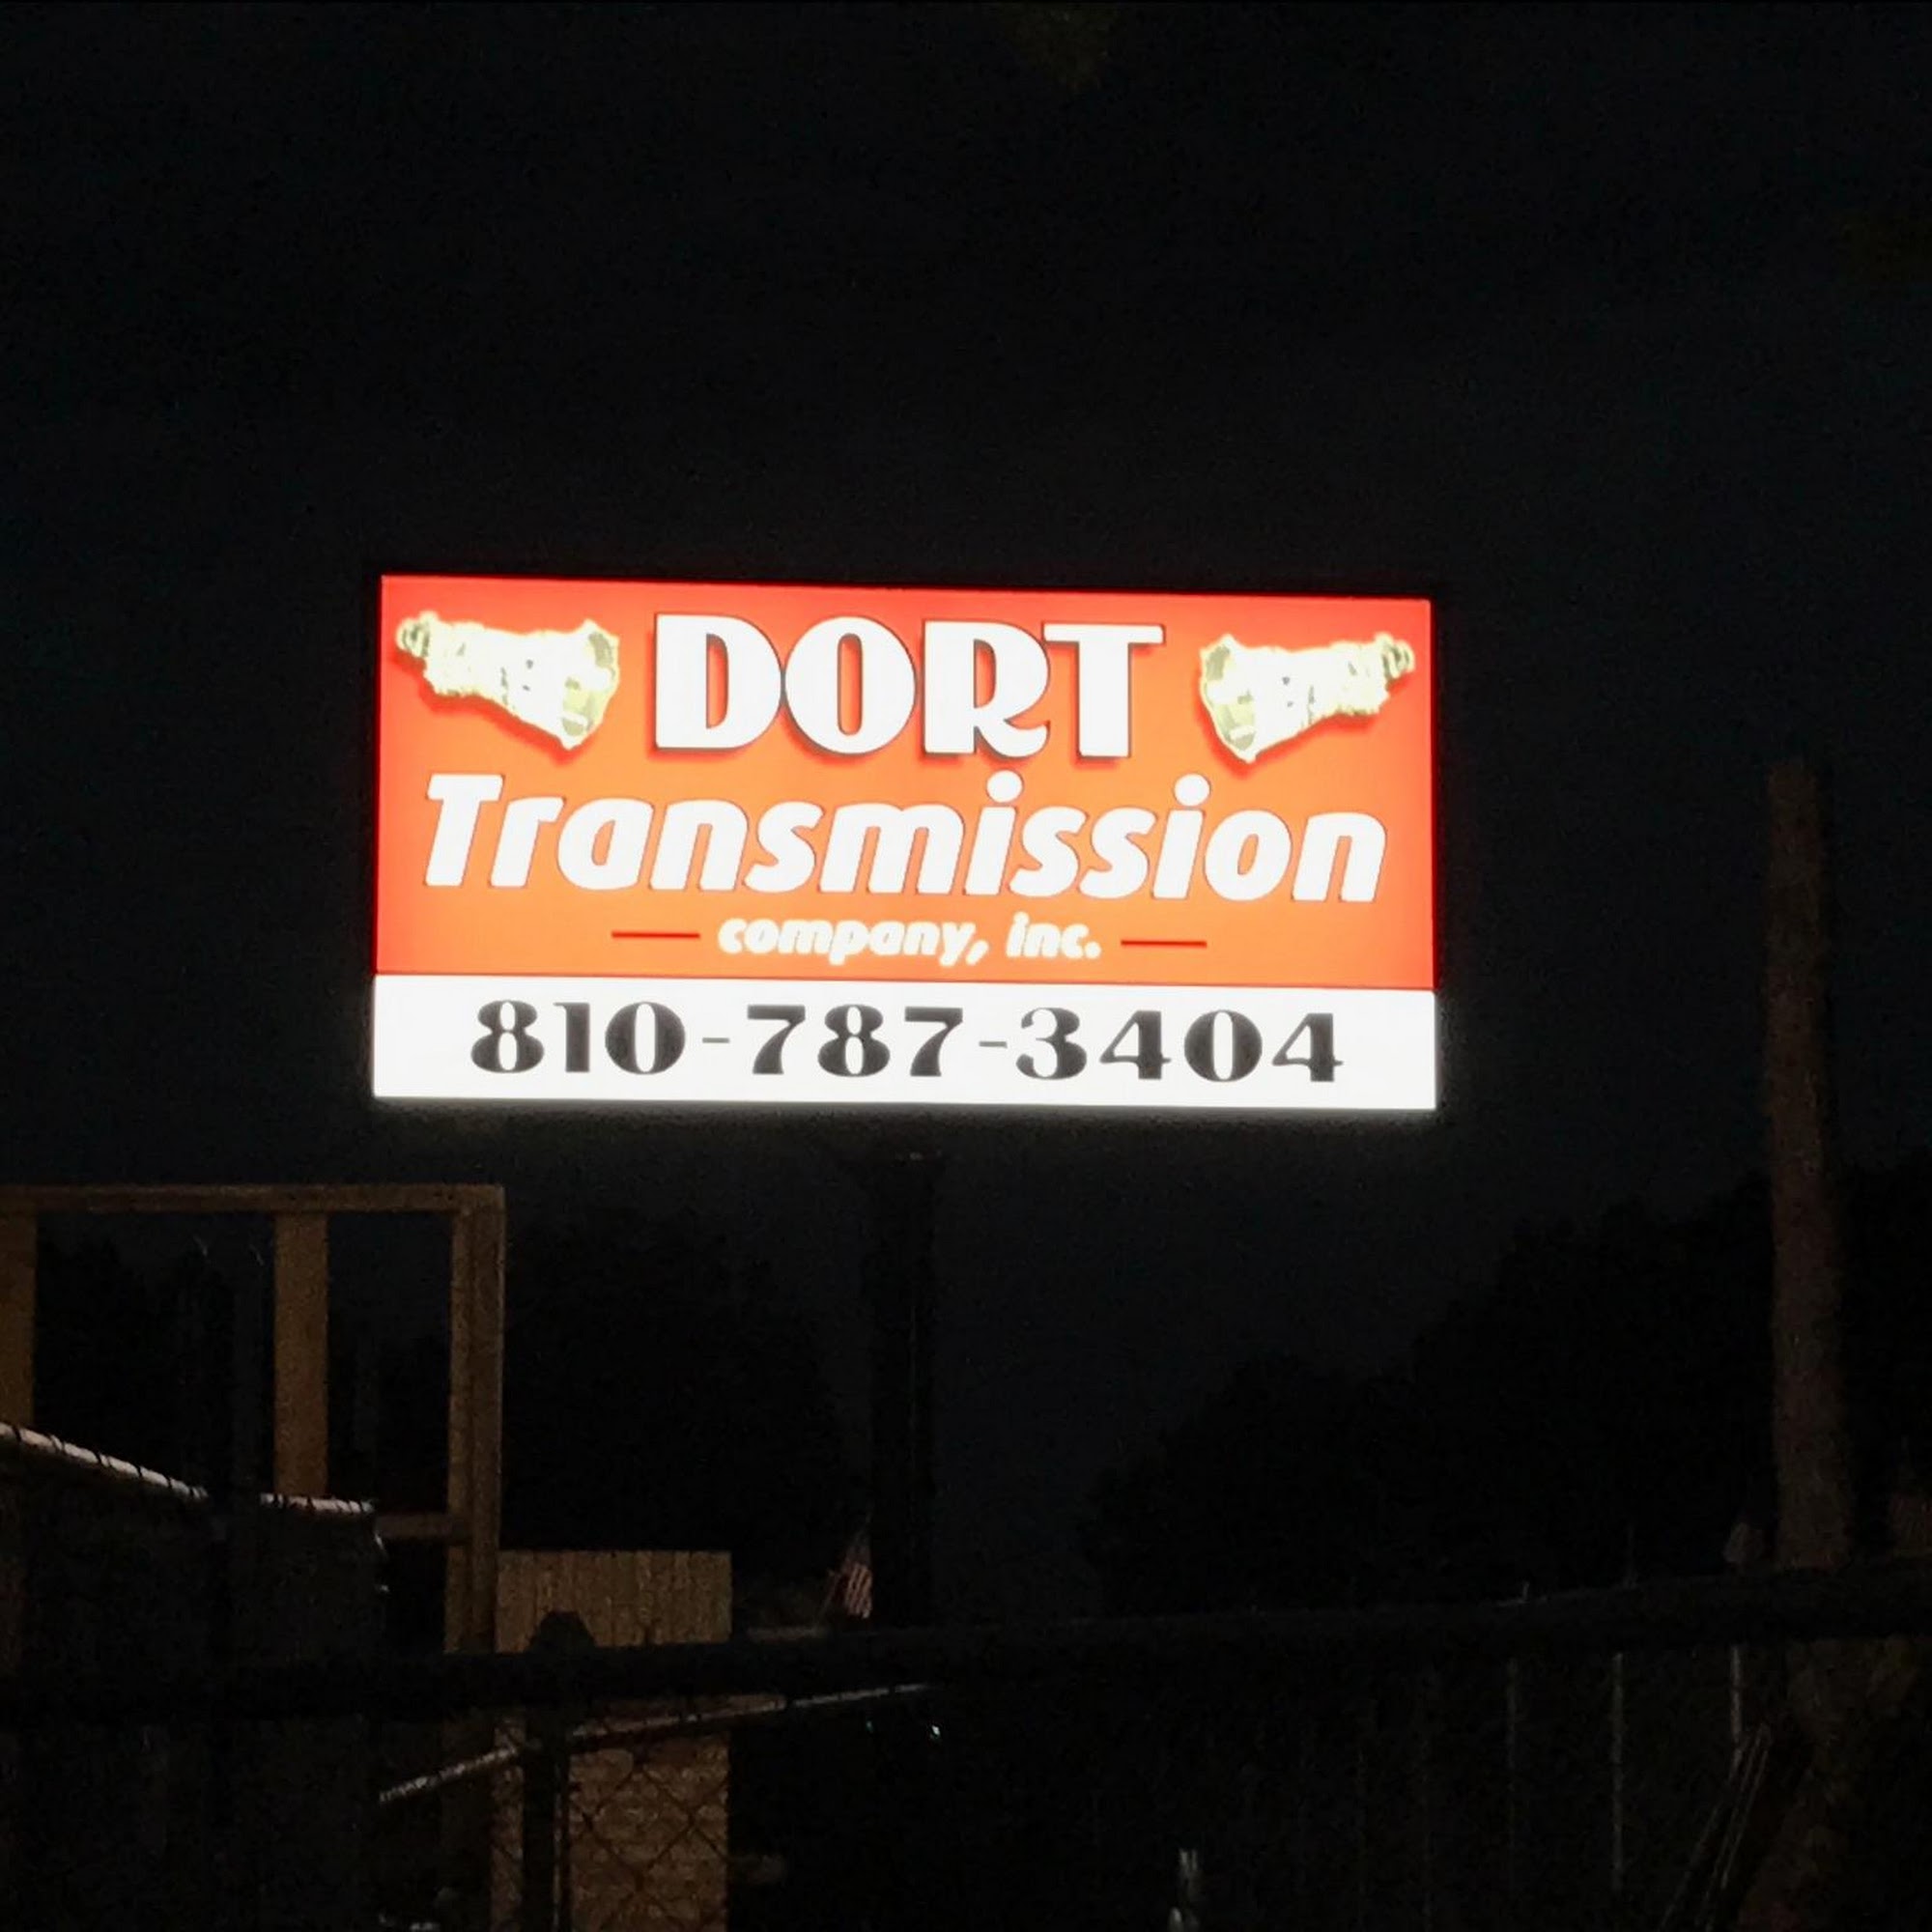 DORT
Transmission
company, inc.
810-787-3404